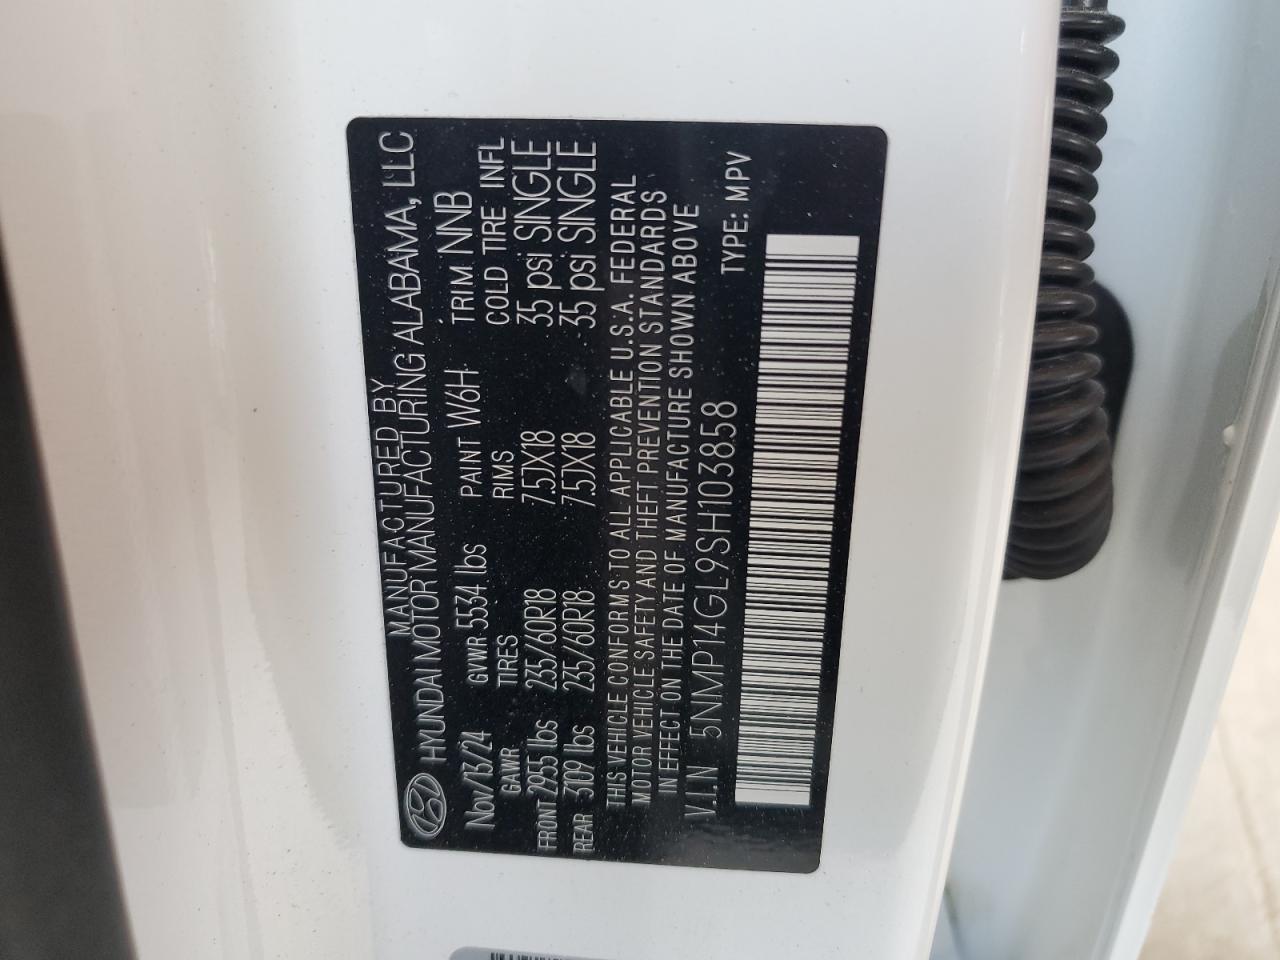 MANUFACTURED BY
HYUNDAI MOTOR MANUFACTURING ALABAMA, LLC
Nov/13/24 GVWR 5534 lbs PAINT W6H TRIM NNB
GAWR TIRES RIMS COLD TIRE INFL
FRONT 2955 lbs 235/60R18 7.5JX18 35 psi SINGLE
REAR 3109 lbs 235/60R18 7.5JX18 35 psi SINGLE
THIS VEHICLE CONFORMS TO ALL APPLICABLE U.S.A. FEDERAL
MOTOR VEHICLE SAFETY AND THEFT PREVENTION STANDARDS
IN EFFECT ON THE DATE OF MANUFACTURE SHOWN ABOVE
V.I.N 5NMP14GL9SH103858 TYPE: MPV